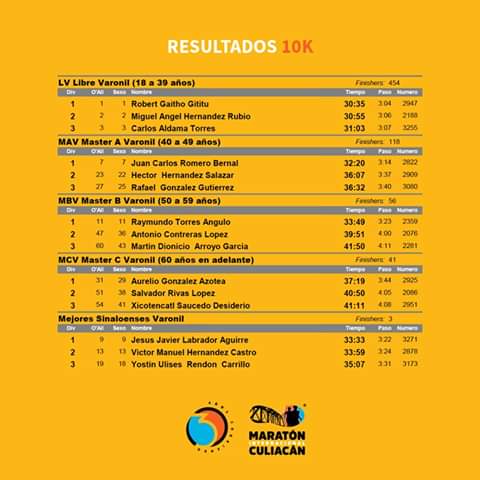 RESULTADOS 10K
LV Libre Varonil (18 a 39 años) Finishers: 454
Div O'All Sexo Nombre Tiempo Paso Numero
1 1 1 Robert Gaitho Gititu 30:35 3:04 2947
2 2 2 Miguel Angel Hernandez Rubio 30:55 3:06 2188
3 3 3 Carlos Aldama Torres 31:03 3:07 3255
MAV Master A Varonil (40 a 49 años) Finishers: 118
Div O'All Sexo Nombre Tiempo Paso Numero
1 7 7 Juan Carlos Romero Bernal 32:20 3:14 2822
2 23 22 Hector Hernandez Salazar 36:07 3:37 2909
3 27 25 Rafael Gonzalez Gutierrez 36:32 3:40 3080
MBV Master B Varonil (50 a 59 años) Finishers: 56
Div O'All Sexo Nombre Tiempo Paso Numero
1 11 11 Raymundo Torres Angulo 33:49 3:23 2359
2 47 36 Antonio Contreras Lopez 39:51 4:00 2076
3 60 43 Martin Dionicio Arroyo Garcia 41:50 4:11 2281
MCV Master C Varonil (60 años en adelante) Finishers: 41
Div O'All Sexo Nombre Tiempo Paso Numero
1 31 29 Aurelio Gonzalez Azotea 37:19 3:44 2925
2 51 38 Salvador Rivas Lopez 40:50 4:05 2086
3 54 41 Xicotencatl Saucedo Desiderio 41:11 4:08 2951
Mejores Sinaloenses Varonil Finishers: 3
Div O'All Sexo Nombre Tiempo Paso Numero
1 9 9 Jesus Javier Labrador Aguirre 33:33 3:22 3271
2 13 13 Victor Manuel Hernandez Castro 33:59 3:24 2878
3 19 18 Yostin Ulises Rendon Carrillo 35:07 3:31 3173
MARATÓN
INTERNATIONAL
CULIACÁN